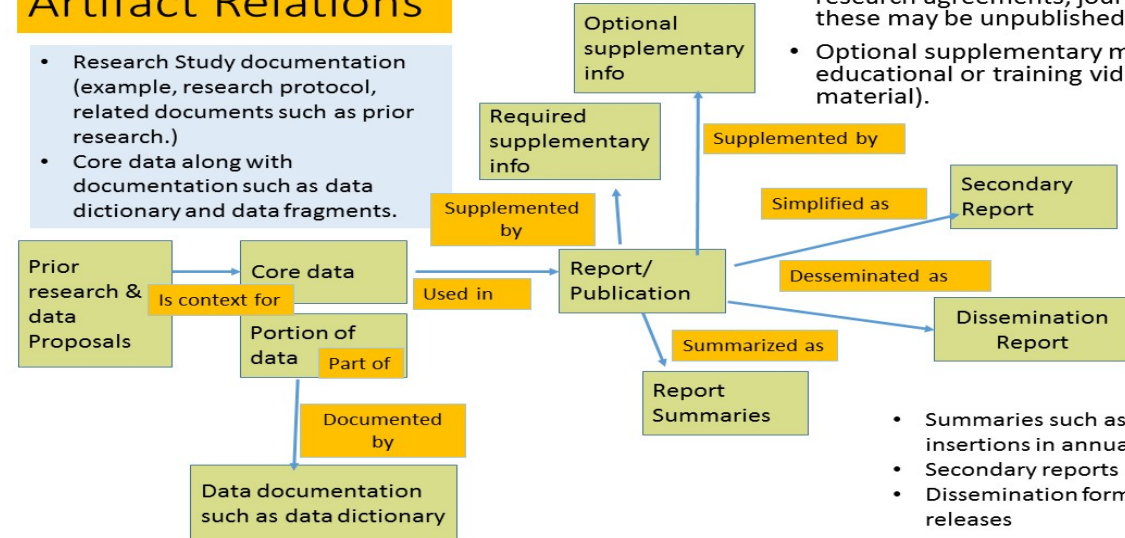 Artifact Relations
• Research Study documentation
(example, research protocol,
related documents such as prior
research.)
• Core data along with
documentation such as data
dictionary and data fragments.
these may be unpublished
• Optional supplementary
educational or training
material).
Optional
supplementary
info
Required
supplementary
info
Supplemented by
Supplemented
by
Simplified as
Secondary
Report
Prior
research &
data
Proposals
Is context for
Core data
Used in
Report/
Publication
Desseminated as
Dissemination
Report
Portion of
data
Part of
Summarized as
Report
Summaries
Documented
by
Data documentation
such as data dictionary
• Summaries such as
insertions in
• Secondary reports
• Dissemination
releases